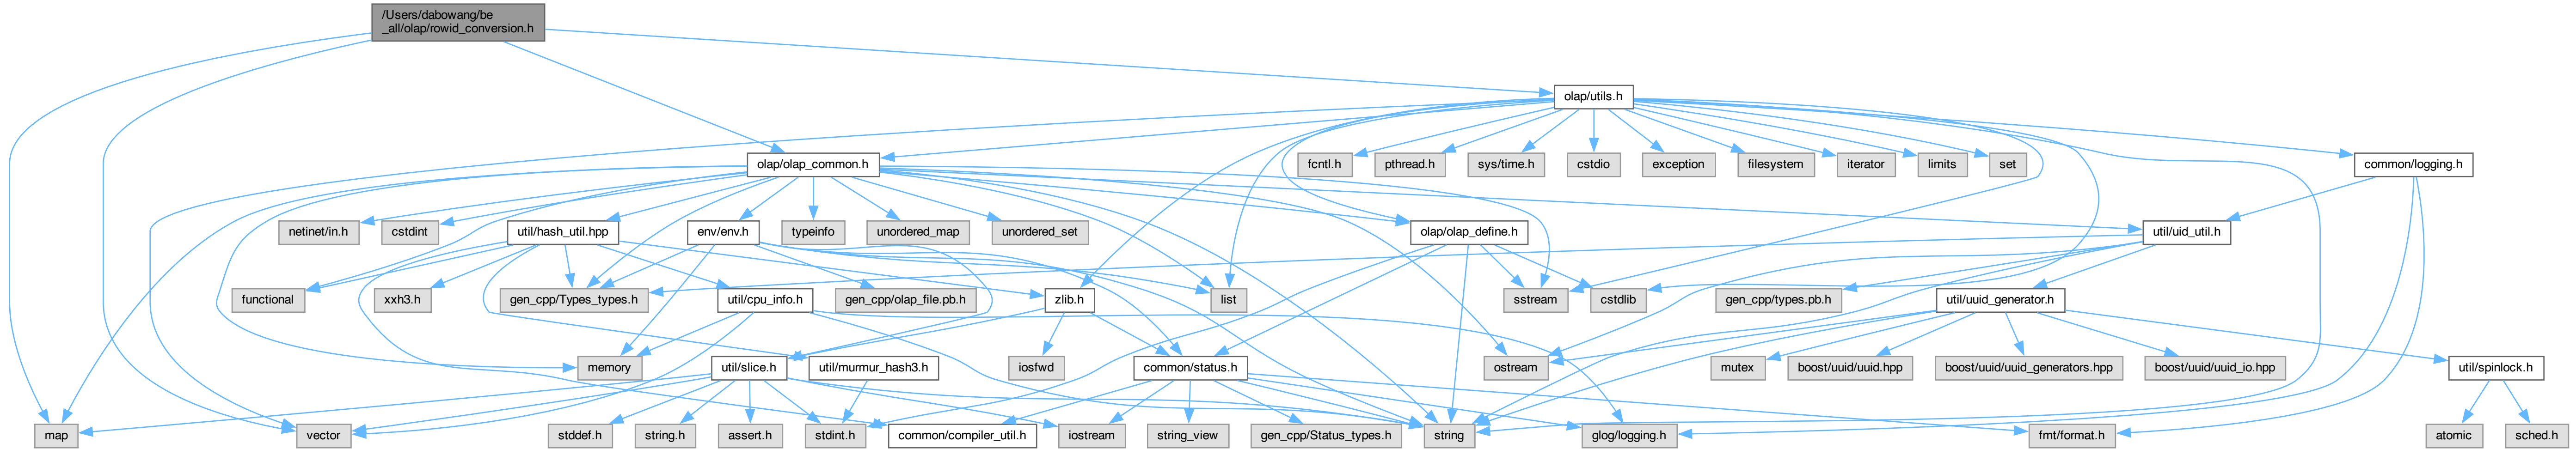 /Users/dabowang/be
_all/olap/rowid_conversion.h
olap/utils.h
olap/olap_common.h
fcntl.h
pthread.h
sys/time.h
cstdio
exception
filesystem
iterator
limits
set
common/logging.h
netinet/in.h
cstdint
util/hash_util.hpp
env/env.h
typeinfo
unordered_map
unordered_set
olap/olap_define.h
util/uid_util.h
functional
xxh3.h
gen_cpp/Types_types.h
util/cpu_info.h
gen_cpp/olap_file.pb.h
zlib.h
list
sstream
cstdlib
gen_cpp/types.pb.h
util/uuid_generator.h
memory
util/slice.h
util/murmur_hash3.h
iosfwd
common/status.h
ostream
mutex
boost/uuid/uuid.hpp
boost/uuid/uuid_generators.hpp
boost/uuid/uuid_io.hpp
util/spinlock.h
map
vector
stddef.h
string.h
assert.h
stdint.h
common/compiler_util.h
iostream
string_view
gen_cpp/Status_types.h
string
glog/logging.h
fmt/format.h
atomic
sched.h